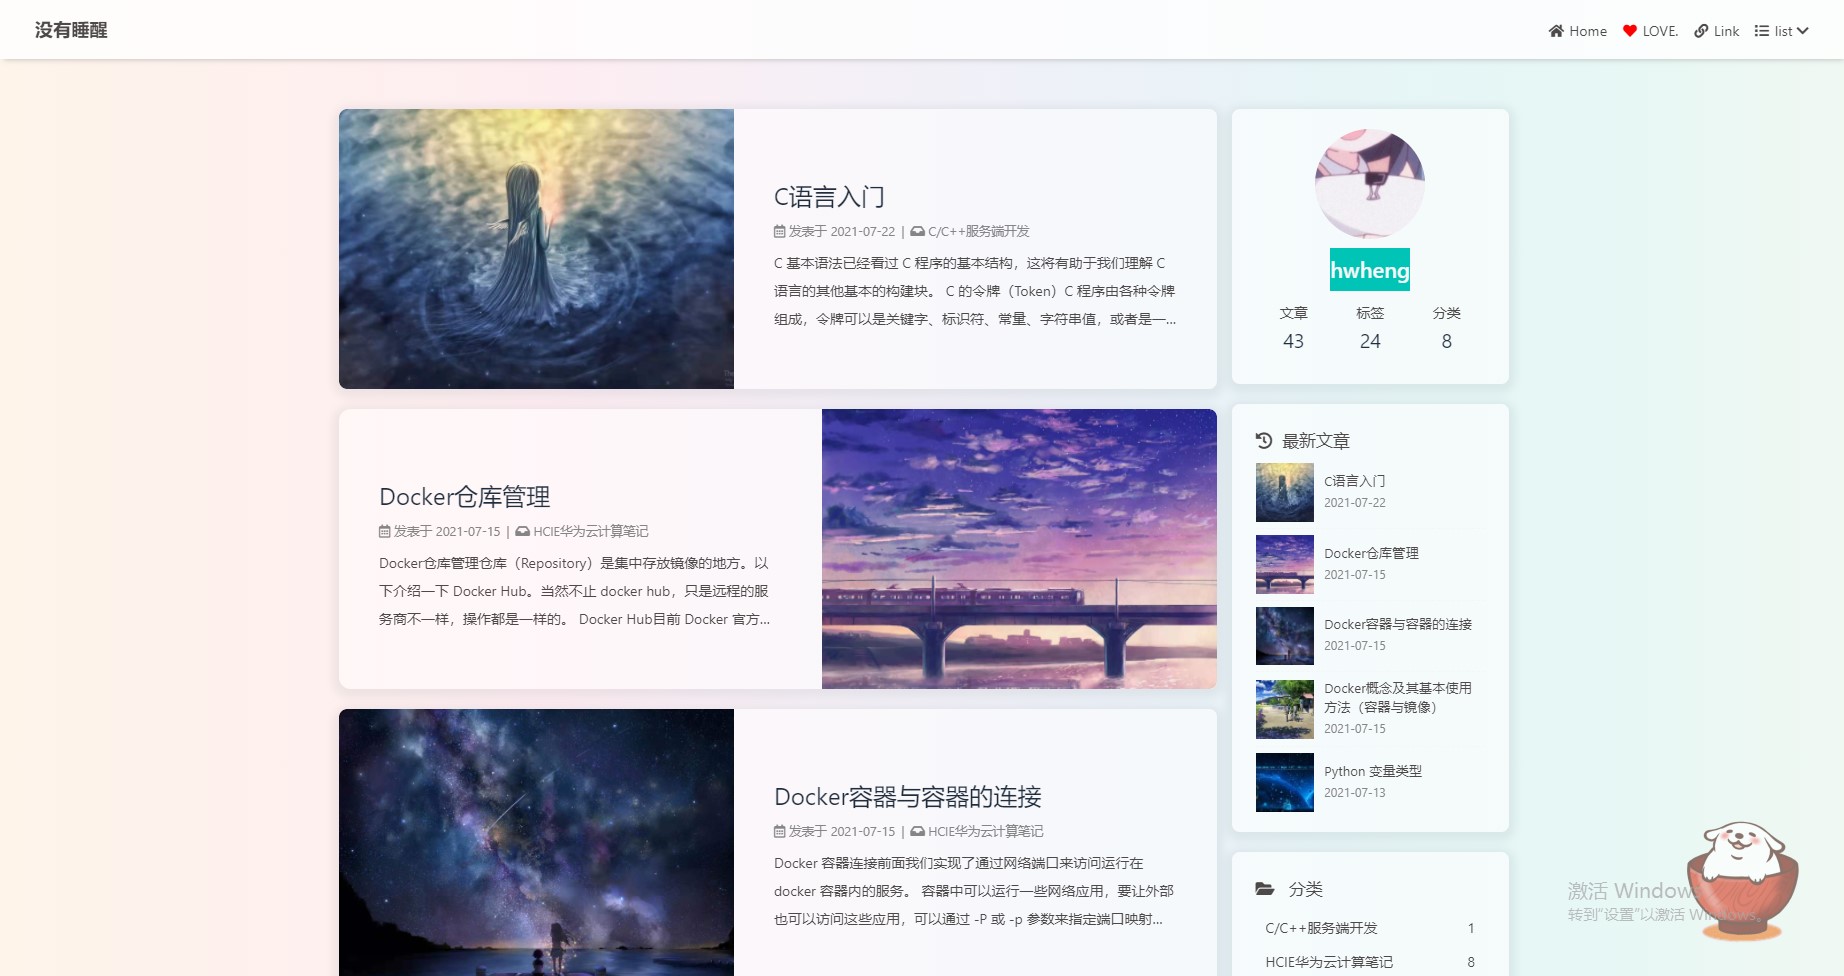 没有睡醒
Home LOVE. Link list
C语言入门
发表于 2021-07-22 | C/C++服务端开发
C 基本语法已经看过 C 程序的基本结构，这将有助于我们理解 C
语言的其他基本的构建块。 C 的令牌（Token）C 程序由各种令牌
组成，令牌可以是关键字、标识符、常量、字符串值，或者是一...
Docker仓库管理
发表于 2021-07-15 | HCIE华为云计算笔记
Docker仓库管理仓库（Repository）是集中存放镜像的地方。以
下介绍一下 Docker Hub。当然不止 docker hub，只是远程的服
务商不一样，操作都是一样的。 Docker Hub目前 Docker 官方...
Docker容器与容器的连接
发表于 2021-07-15 | HCIE华为云计算笔记
Docker 容器连接前面我们实现了通过网络端口来访问运行在
docker 容器内的服务。 容器中可以运行一些网络应用，要让外部
也可以访问这些应用，可以通过 -P 或 -p 参数来指定端口映射...
hwheng
文章 标签 分类
43 24 8
最新文章
C语言入门
2021-07-22
Docker仓库管理
2021-07-15
Docker容器与容器的连接
2021-07-15
Docker概念及其基本使用
方法（容器与镜像）
2021-07-15
Python 变量类型
2021-07-13
分类
C/C++服务端开发 1
HCIE华为云计算笔记 8
激活 Windows
转到“设置”以激活 Windows。